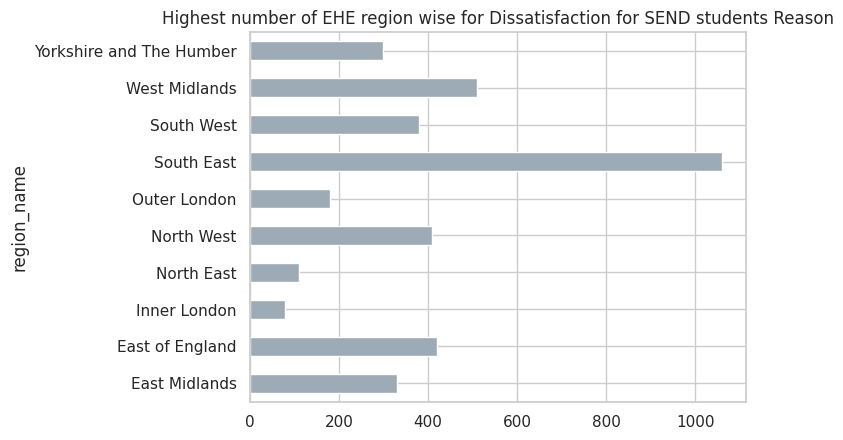 Highest number of EHE region wise for Dissatisfaction for SEND students Reason
region_name
Yorkshire and The Humber
West Midlands
South West
South East
Outer London
North West
North East
Inner London
East of England
East Midlands
0 200 400 600 800 1000